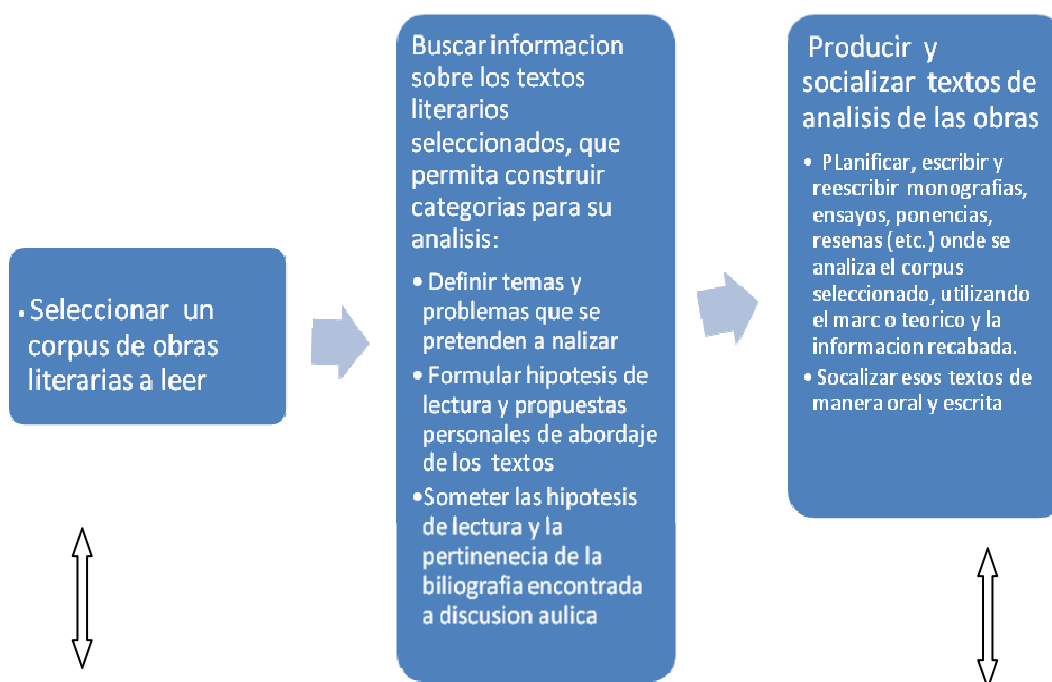 • Seleccionar un
corpus de obras
literarias a leer
Buscar informacion
sobre los textos
literarios
seleccionados, que
permita construir
categorias para su
analisis:
• Definir temas y
problemas que se
pretenden a nalizar
• Formular hipotesis de
lectura y propuestas
personales de abordaje
de los textos
•Someter las hipotesis
de lectura y la
pertinenecia de la
biliografia encontrada
a discusion aulica
Producir y
socializar textos de
analisis de las obras
• PLanificar, escribir y
reescribir monografias,
ensayos, ponencias,
resenas (etc.) onde se
analiza el corpus
seleccionado, utilizando
el marc o teorico y la
informacion recabada.
• Socalizar esos textos de
manera oral y escrita